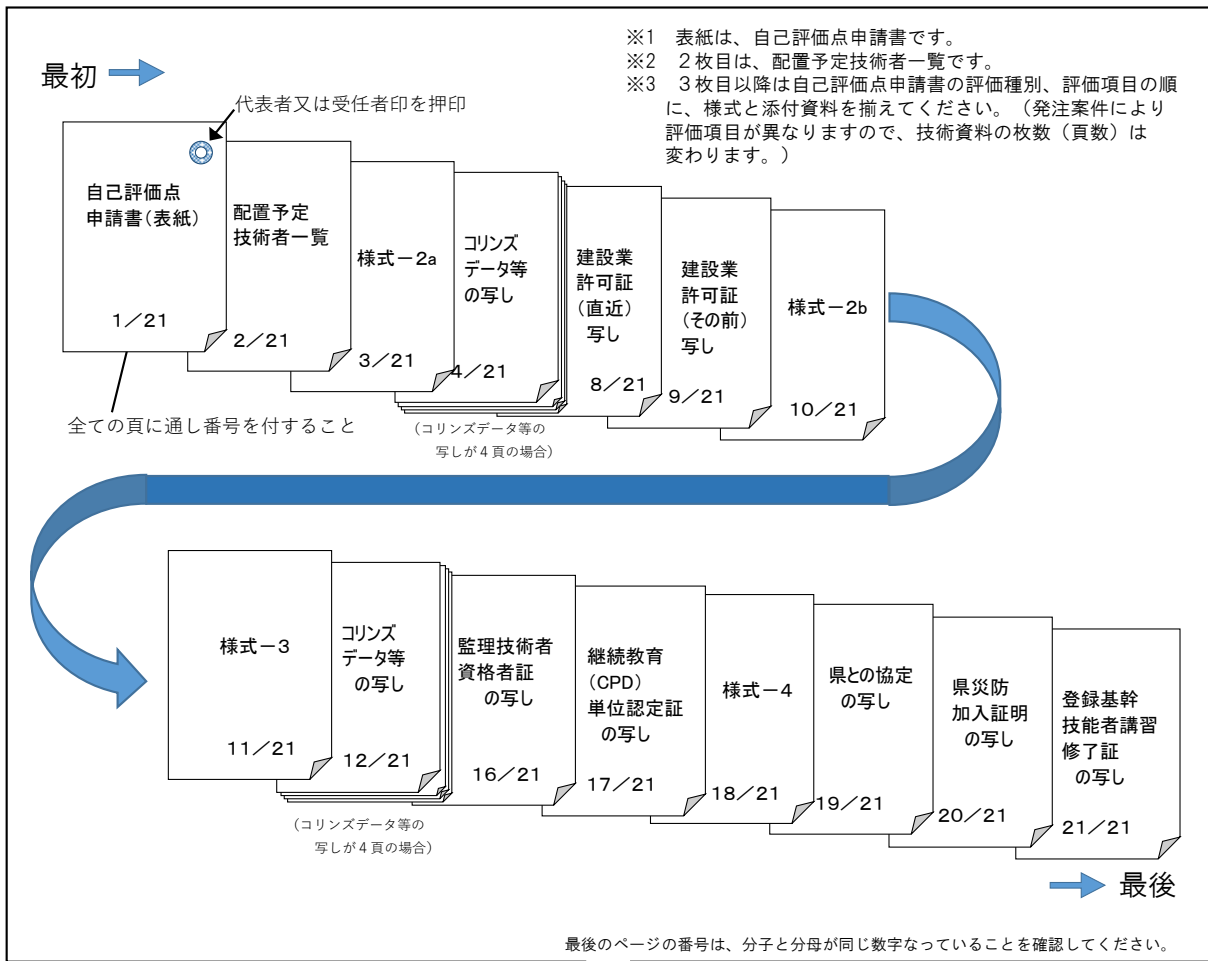 ※1　表紙は、自己評価点申請書です。
※2　２枚目は、配置予定技術者一覧です。
※3　３枚目以降は自己評価点申請書の評価種別、評価項目の順
に、様式と添付資料を揃えてください。（発注案件により
評価項目が異なりますので、技術資料の枚数（頁数）は
変わります。）
最初
代表者又は受任者印を押印
自己評価点
申請書（表紙）
1／21
配置予定
技術者一覧
2／21
様式－2a
3／21
コリンズ
データ等
の写し
4／21
建設業
許可証
（直近）
写し
8／21
建設業
許可証
（その前）
写し
9／21
様式－2b
10／21
全ての頁に通し番号を付すること
（コリンズデータ等の
写しが４頁の場合）
様式－3
11／21
コリンズ
データ等
の写し
12／21
監理技術者
資格者証
の写し
16／21
継続教育
（CPD）
単位認定証
の写し
17／21
様式－4
18／21
県との協定
の写し
19／21
県災防
加入証明
の写し
20／21
登録基幹
技能者講習
修了証
の写し
21／21
（コリンズデータ等の
写しが４頁の場合）
最後
最後のページの番号は、分子と分母が同じ数字なっていることを確認してください。